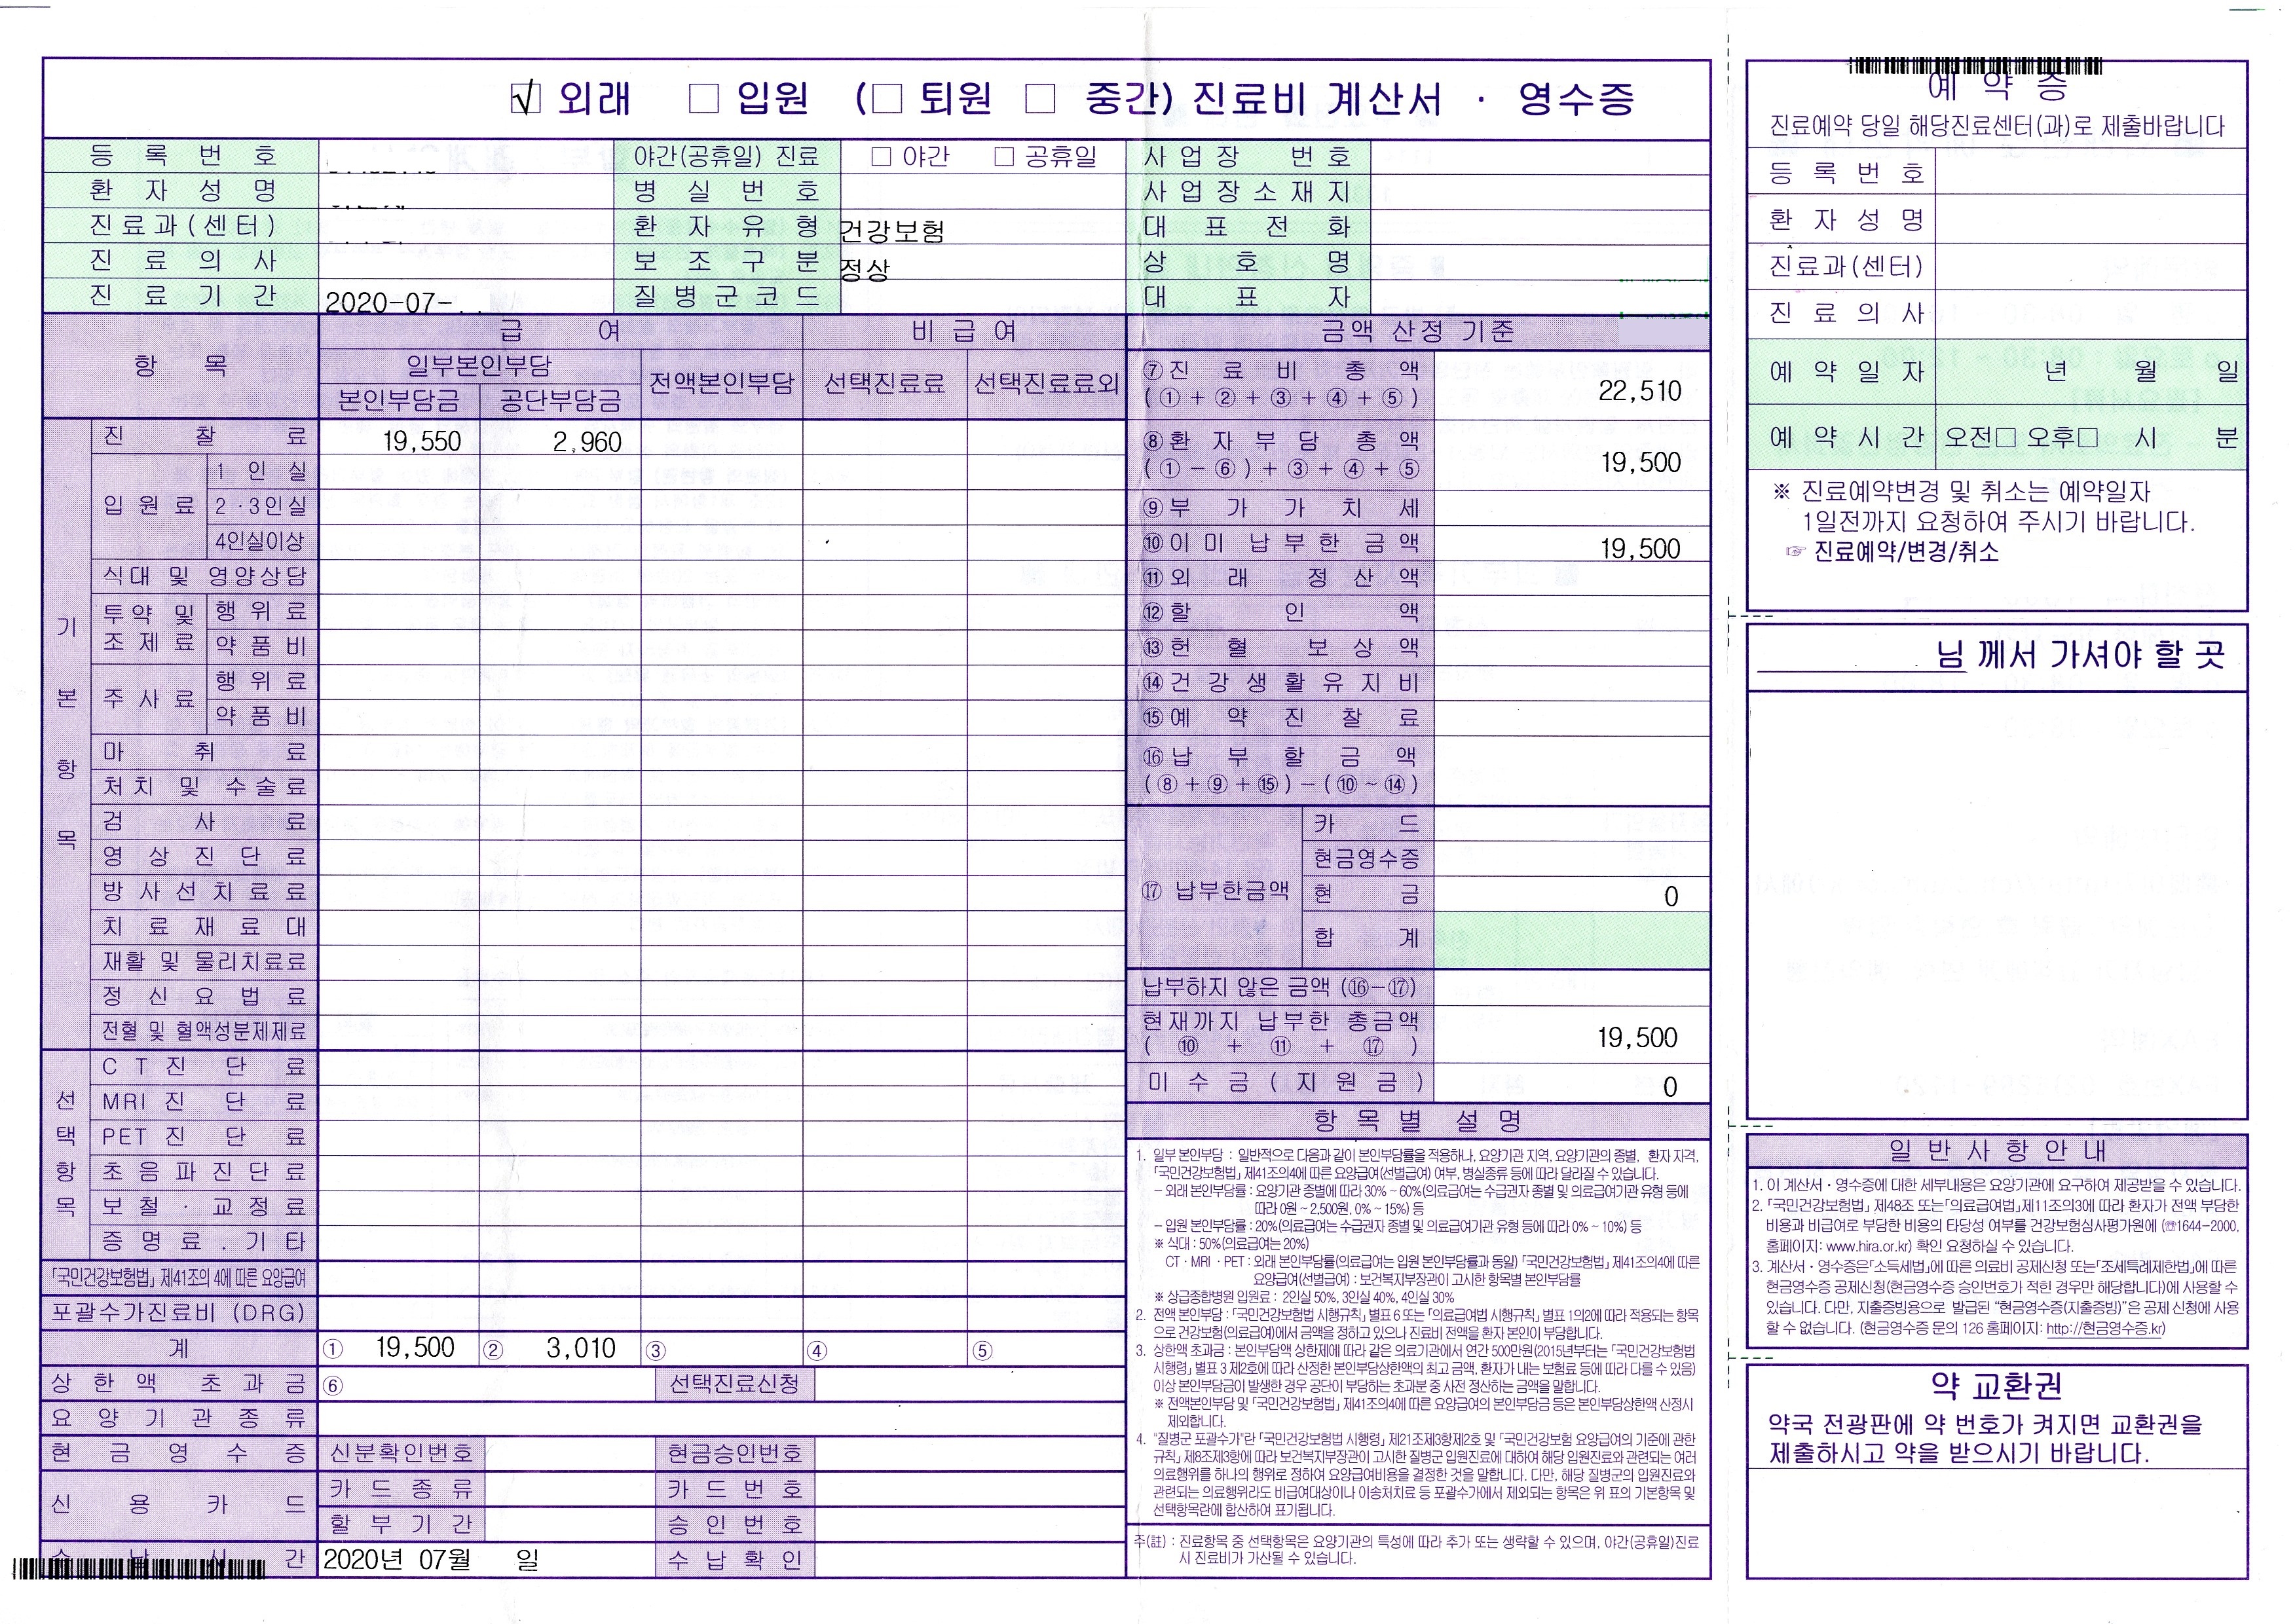 ☑ 외래 □ 입원 (□ 퇴원 □ 중간) 진료비 계산서 · 영수증
등록번호 야간(공휴일) 진료 □ 야간 □ 공휴일 사업장 번호
환자성명 병실번호 사업장소재지
진료과(센터) 환자유형 건강보험 대표전화
진료의사 보조구분 정상 상호명
진료기간 2020-07- 질병군코드 대표자
항목 급여 비급여
일부본인부담 전액본인부담 선택진료료 선택진료료외
본인부담금 공단부담금
기본항목
진찰료 19,550 2,960
입원료 1인실
2·3인실
4인실이상
식대 및 영양상담
투약 및 조제료 행위료
약품비
주사료 행위료
약품비
마취료
처치 및 수술료
검사료
영상진단료
방사선치료료
치료재료대
재활 및 물리치료료
정신요법료
전혈 및 혈액성분제제료
선택항목
CT진단료
MRI진단료
PET진단료
초음파진단료
보철·교정료
증명료.기타
「국민건강보험법」 제41조의 4에 따른 요양급여
포괄수가진료비 (DRG)
계 ① 19,500 ② 3,010 ③ ④ ⑤
상한액 초과금 ⑥ 선택진료신청
요양기관종류
현금영수증 신분확인번호 현금승인번호
신용카드 카드종류 카드번호
할부기간 승인번호
간 2020년 07월 일 수납확인
금액 산정 기준
⑦진료비총액
(①+②+③+④+⑤) 22,510
⑧환자부담총액
(①-⑥)+③+④+⑤ 19,500
⑨부가가치세
⑩이미 납부한 금액 19,500
⑪외래 정산액
⑫할인액
⑬헌혈 보상액
⑭건강생활유지비
⑮예약진찰료
⑯납부할금액
(⑧+⑨+⑮)-(⑩~⑭)
⑰ 납부한금액 카드
현금영수증
현금 0
합계
납부하지 않은 금액 (⑯-⑰)
현재까지 납부한 총금액
(⑩+⑪+⑰) 19,500
미수금(지원금) 0
항목별 설명
1. 일부 본인부담 : 일반적으로 다음과 같이 본인부담률을 적용하나, 요양기관 지역, 요양기관의 종별, 환자 자격,
「국민건강보험법」 제41조의4에 따른 요양급여(선별급여) 여부, 병실종류 등에 따라 달라질 수 있습니다.
- 외래 본인부담률 : 요양기관 종별에 따라 30% ~ 60%(의료급여는 수급권자 종별 및 의료급여기관 유형 등에
따라 0원 ~ 2,500원, 0% ~ 15%) 등
- 입원 본인부담률 : 20%(의료급여는 수급권자 종별 및 의료급여기관 유형 등에 따라 0% ~ 10%) 등
※ 식대 : 50%(의료급여는 20%)
CT · MRI · PET : 외래 본인부담률(의료급여는 입원 본인부담률과 동일) 「국민건강보험법」 제41조의4에 따른
요양급여(선별급여) : 보건복지부장관이 고시한 항목별 본인부담률
※ 상급종합병원 입원료 : 2인실 50%, 3인실 40%, 4인실 30%
2. 전액 본인부담 : 「국민건강보험법 시행규칙」 별표 6 또는 「의료급여법 시행규칙」 별표 1의2에 따라 적용되는 항목
으로 건강보험(의료급여)에서 금액을 정하고 있으나 진료비 전액을 환자 본인이 부담합니다.
3. 상한액 초과금 : 본인부담액 상한제에 따라 같은 의료기관에서 연간 500만원(2015년부터는 「국민건강보험법
시행령」 별표 3 제2호에 따라 산정한 본인부담상한액의 최고 금액, 환자가 내는 보험료 등에 따라 다를 수 있음)
이상 본인부담금이 발생한 경우 공단이 부담하는 초과분 중 사전 정산하는 금액을 말합니다.
※ 전액본인부담 및 「국민건강보험법」 제41조의4에 따른 요양급여의 본인부담금 등은 본인부담상한액 산정시
제외합니다.
4. "질병군 포괄수가"란 「국민건강보험법 시행령」 제21조제3항제2호 및 「국민건강보험 요양급여의 기준에 관한
규칙」 제8조제3항에 따라 보건복지부장관이 고시한 질병군 입원진료에 대하여 해당 입원진료와 관련되는 여러
의료행위를 하나의 행위로 정하여 요양급여비용을 결정한 것을 말합니다. 다만, 해당 질병군의 입원진료와
관련되는 의료행위라도 비급여대상이나 이송처치료 등 포괄수가에서 제외되는 항목은 위 표의 기본항목 및
선택항목란에 합산하여 표기됩니다.
주(註) : 진료항목 중 선택항목은 요양기관의 특성에 따라 추가 또는 생략할 수 있으며, 야간(공휴일)진료
시 진료비가 가산될 수 있습니다.
예약증
진료예약 당일 해당진료센터(과)로 제출바랍니다
등록번호
환자성명
진료과(센터)
진료의사
예약일자 년 월 일
예약시간 오전□ 오후□ 시 분
※ 진료예약변경 및 취소는 예약일자
1일전까지 요청하여 주시기 바랍니다.
☞ 진료예약/변경/취소
님 께서 가셔야 할 곳
일반사항안내
1. 이 계산서 · 영수증에 대한 세부내용은 요양기관에 요구하여 제공받을 수 있습니다.
2. 「국민건강보험법」 제48조 또는 「의료급여법」 제11조의3에 따라 환자가 전액 부담한
비용과 비급여로 부담한 비용의 타당성 여부를 건강보험심사평가원에 (☏1644-2000,
홈페이지: www.hira.or.kr) 확인 요청하실 수 있습니다.
3. 계산서 · 영수증은 「소득세법」에 따른 의료비 공제신청 또는 「조세특례제한법」에 따른
현금영수증 공제신청(현금영수증 승인번호가 적힌 경우만 해당합니다)에 사용할 수
있습니다. 다만, 지출증빙용으로 발급된 "현금영수증(지출증빙)"은 공제 신청에 사용
할 수 없습니다. (현금영수증 문의 126 홈페이지: http://현금영수증.kr)
약 교환권
약국 전광판에 약 번호가 켜지면 교환권을
제출하시고 약을 받으시기 바랍니다.